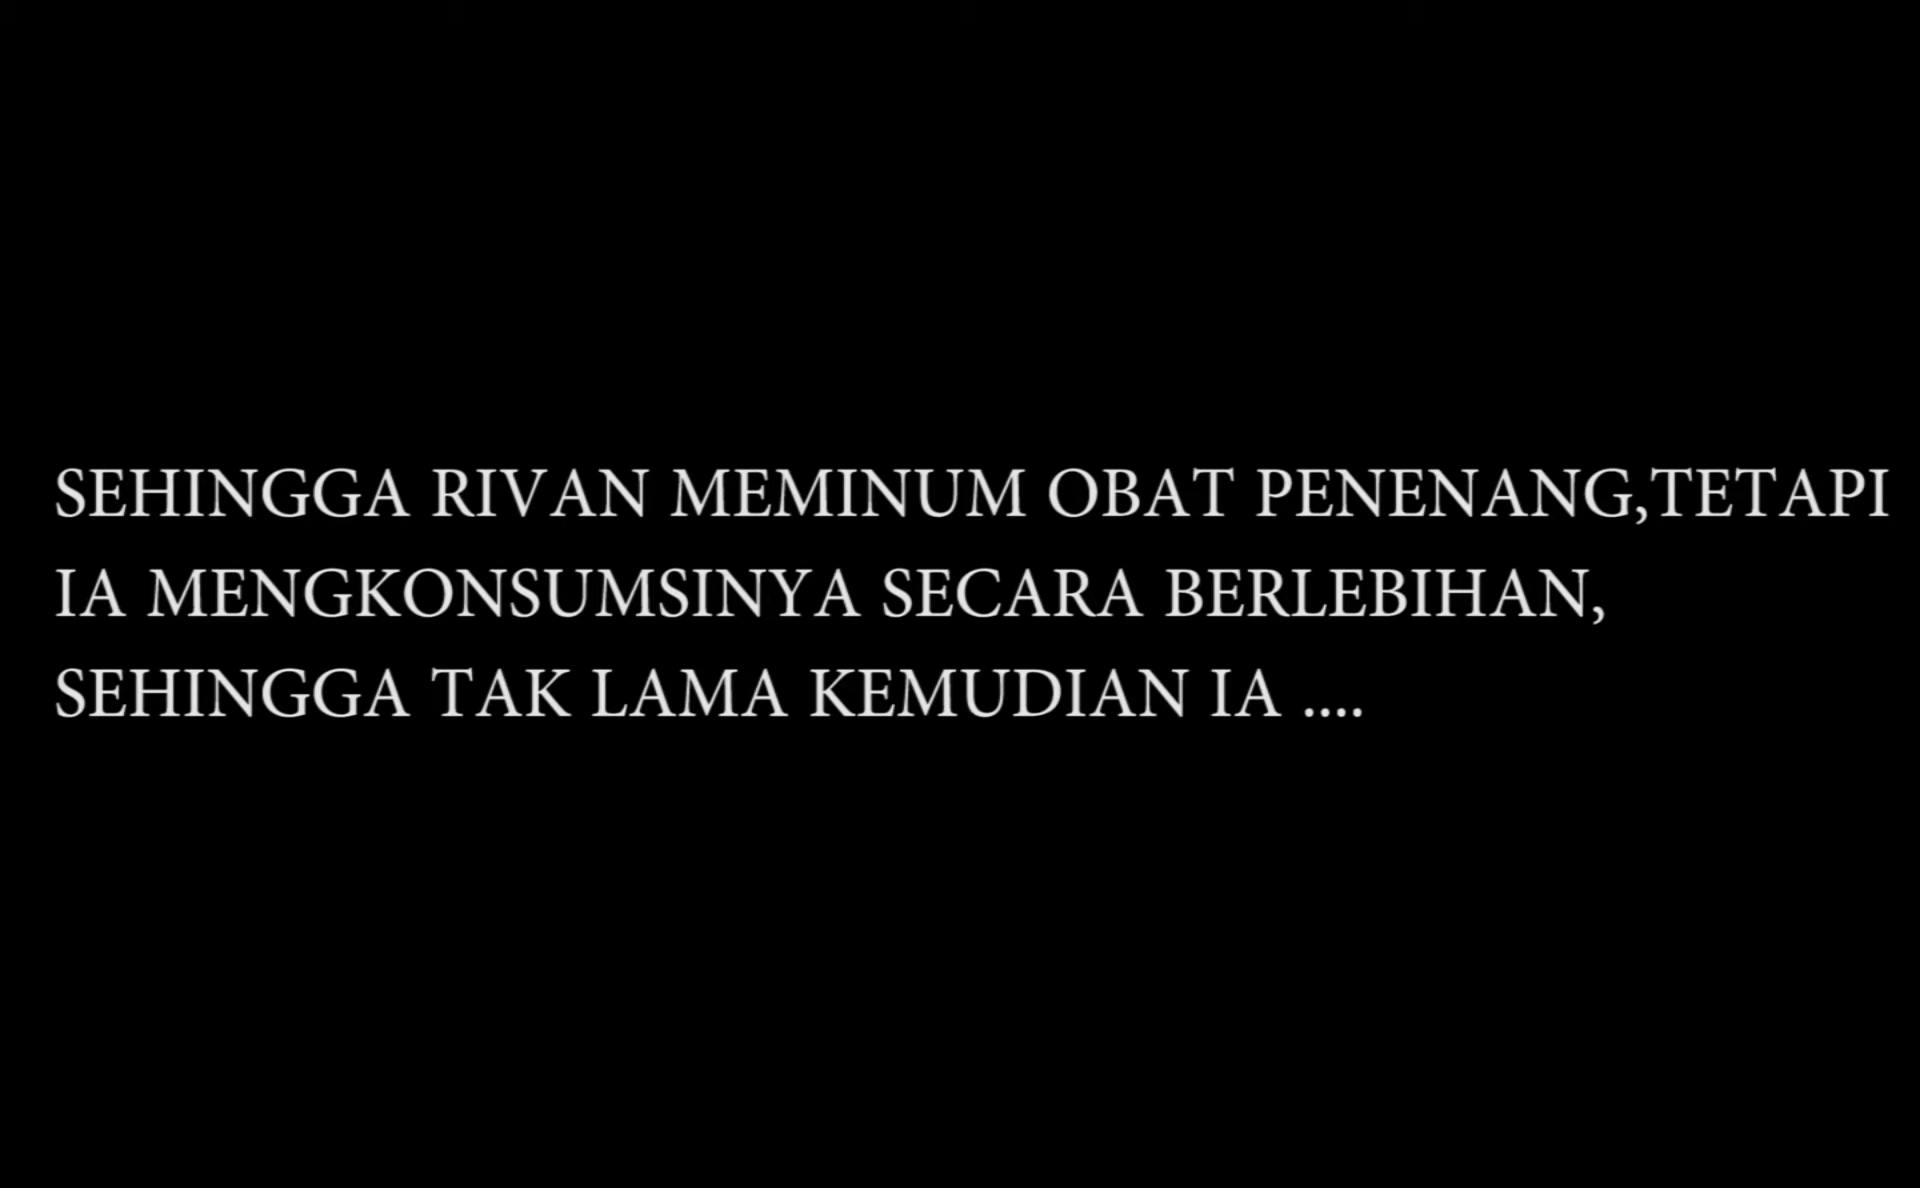 SEHINGGA RIVAN MEMINUM OBAT PENENANG,TETAPI
IA MENGKONSUMSINYA SECARA BERLEBIHAN,
SEHINGGA TAK LAMA KEMUDIAN IA ....